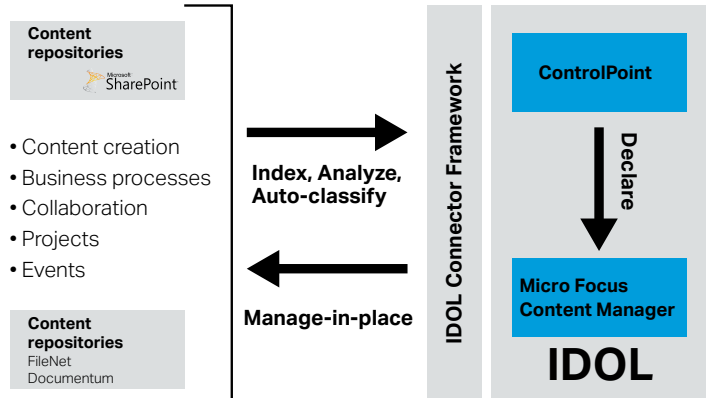 Content
repositories
Microsoft
SharePoint
• Content creation
• Business processes
• Collaboration
• Projects
• Events
Content
repositories
FileNet
Documentum
Index, Analyze,
Auto-classify
Manage-in-place
IDOL Connector Framework
ControlPoint
Declare
Micro Focus
Content Manager
IDOL